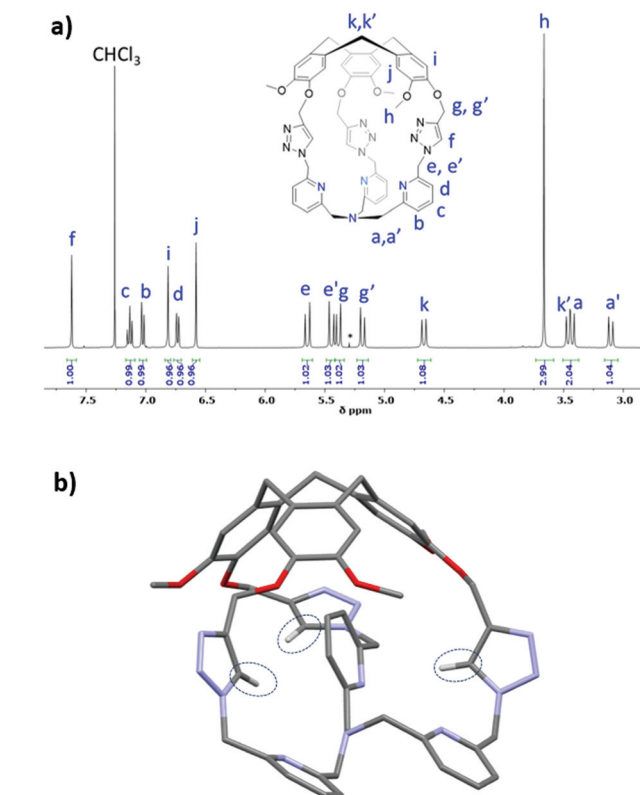 a)
k,k'
h
CHCl3
i
j
O
O
O
O
O
O
h
g, g'
N
N
N
N
N
N
N
N
N
f
e, e'
N
N
N
d
c
N
b
a,a'
f
c
b
i
d
j
e
e'
g
*
g'
k
k'
a
a'
1.00
0.99
0.99
0.96
0.96
0.96
1.02
1.03
1.02
1.03
1.08
2.99
2.04
1.04
7.5
7.0
6.5
6.0
5.5
5.0
4.5
4.0
3.5
3.0
δ ppm
b)